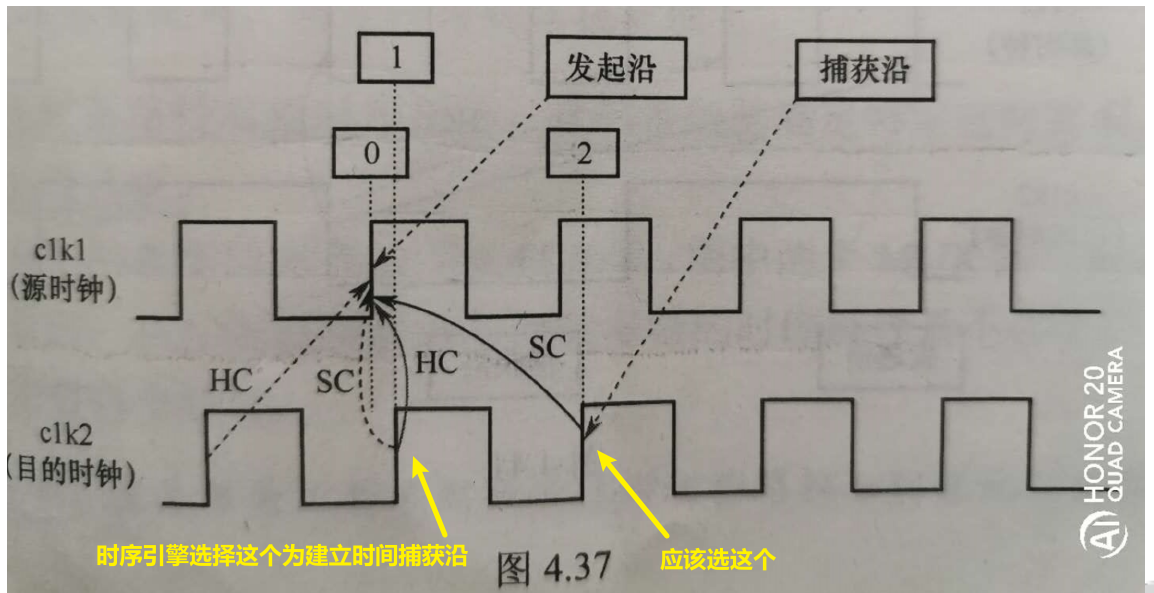 1
发起沿
捕获沿
0
2
clk1
(源时钟)
HC
SC
HC
SC
clk2
(目的时钟)
时序引擎选择这个为建立时间捕获沿
应该选这个
图 4.37
HONOR 20
QUAD CAMERA
AI